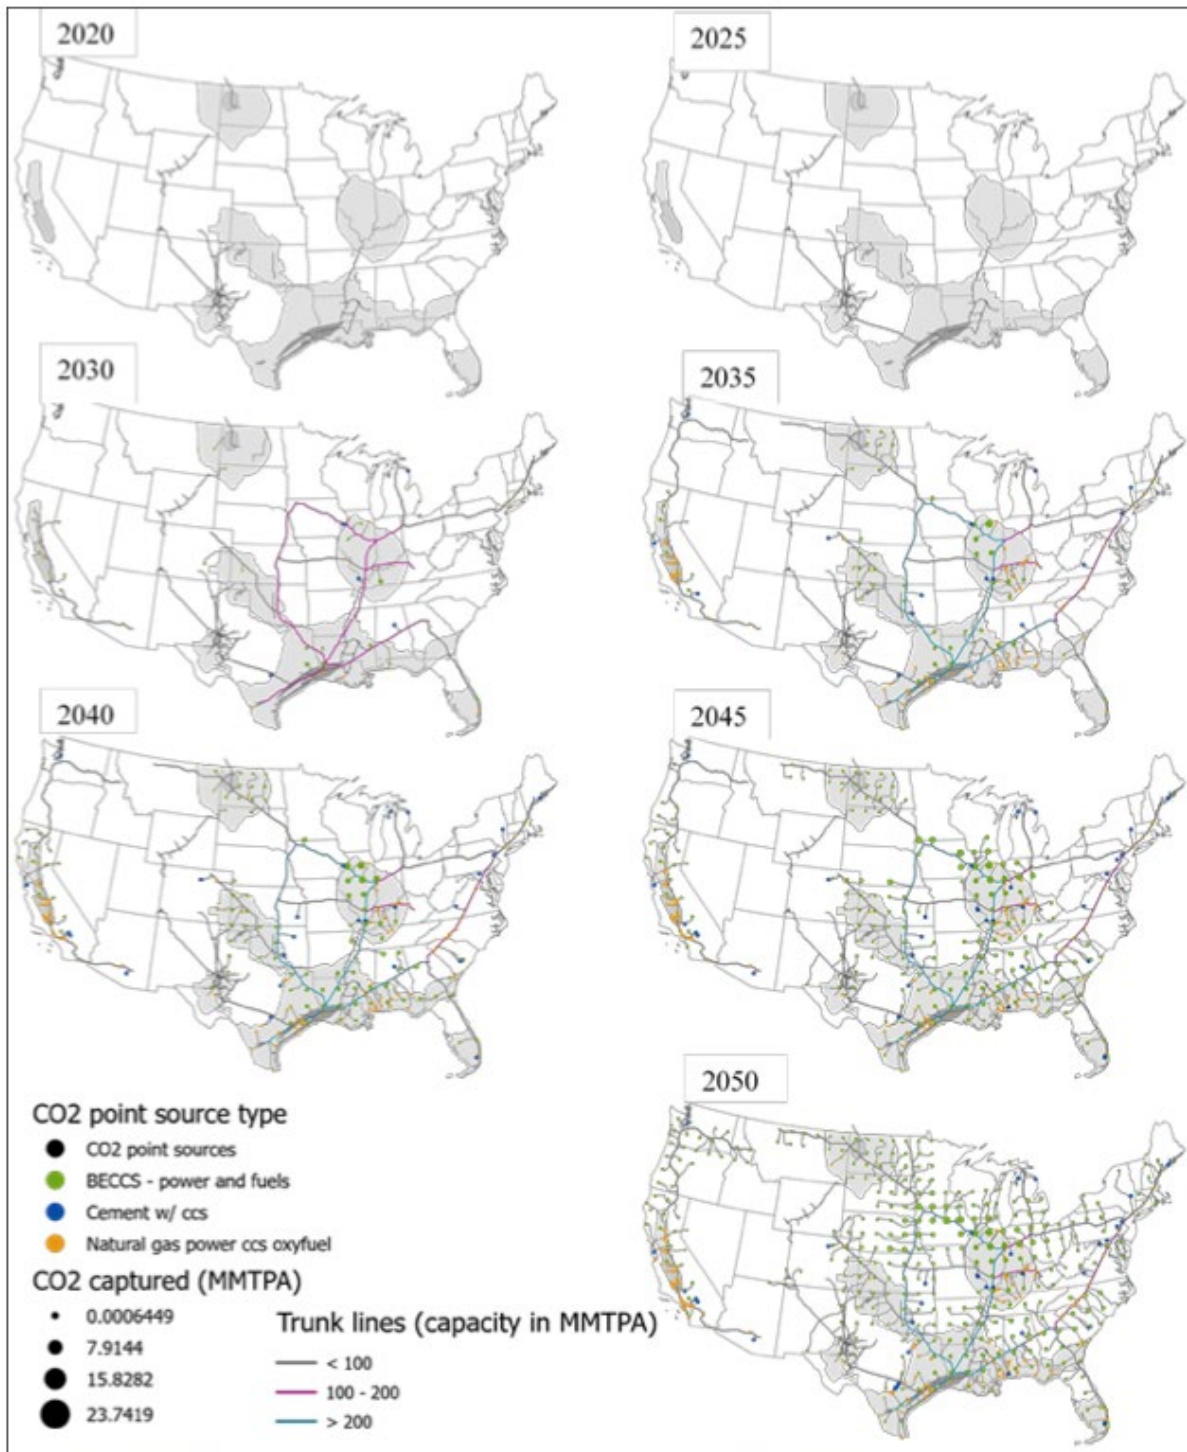 2020
2025
2030
2035
2040
2045
2050
CO2 point source type
CO2 point sources
BECCS - power and fuels
Cement w/ ccs
Natural gas power ccs oxyfuel
CO2 captured (MMTPA)
0.0006449
7.9144
15.8282
23.7419
Trunk lines (capacity in MMTPA)
< 100
100 - 200
> 200